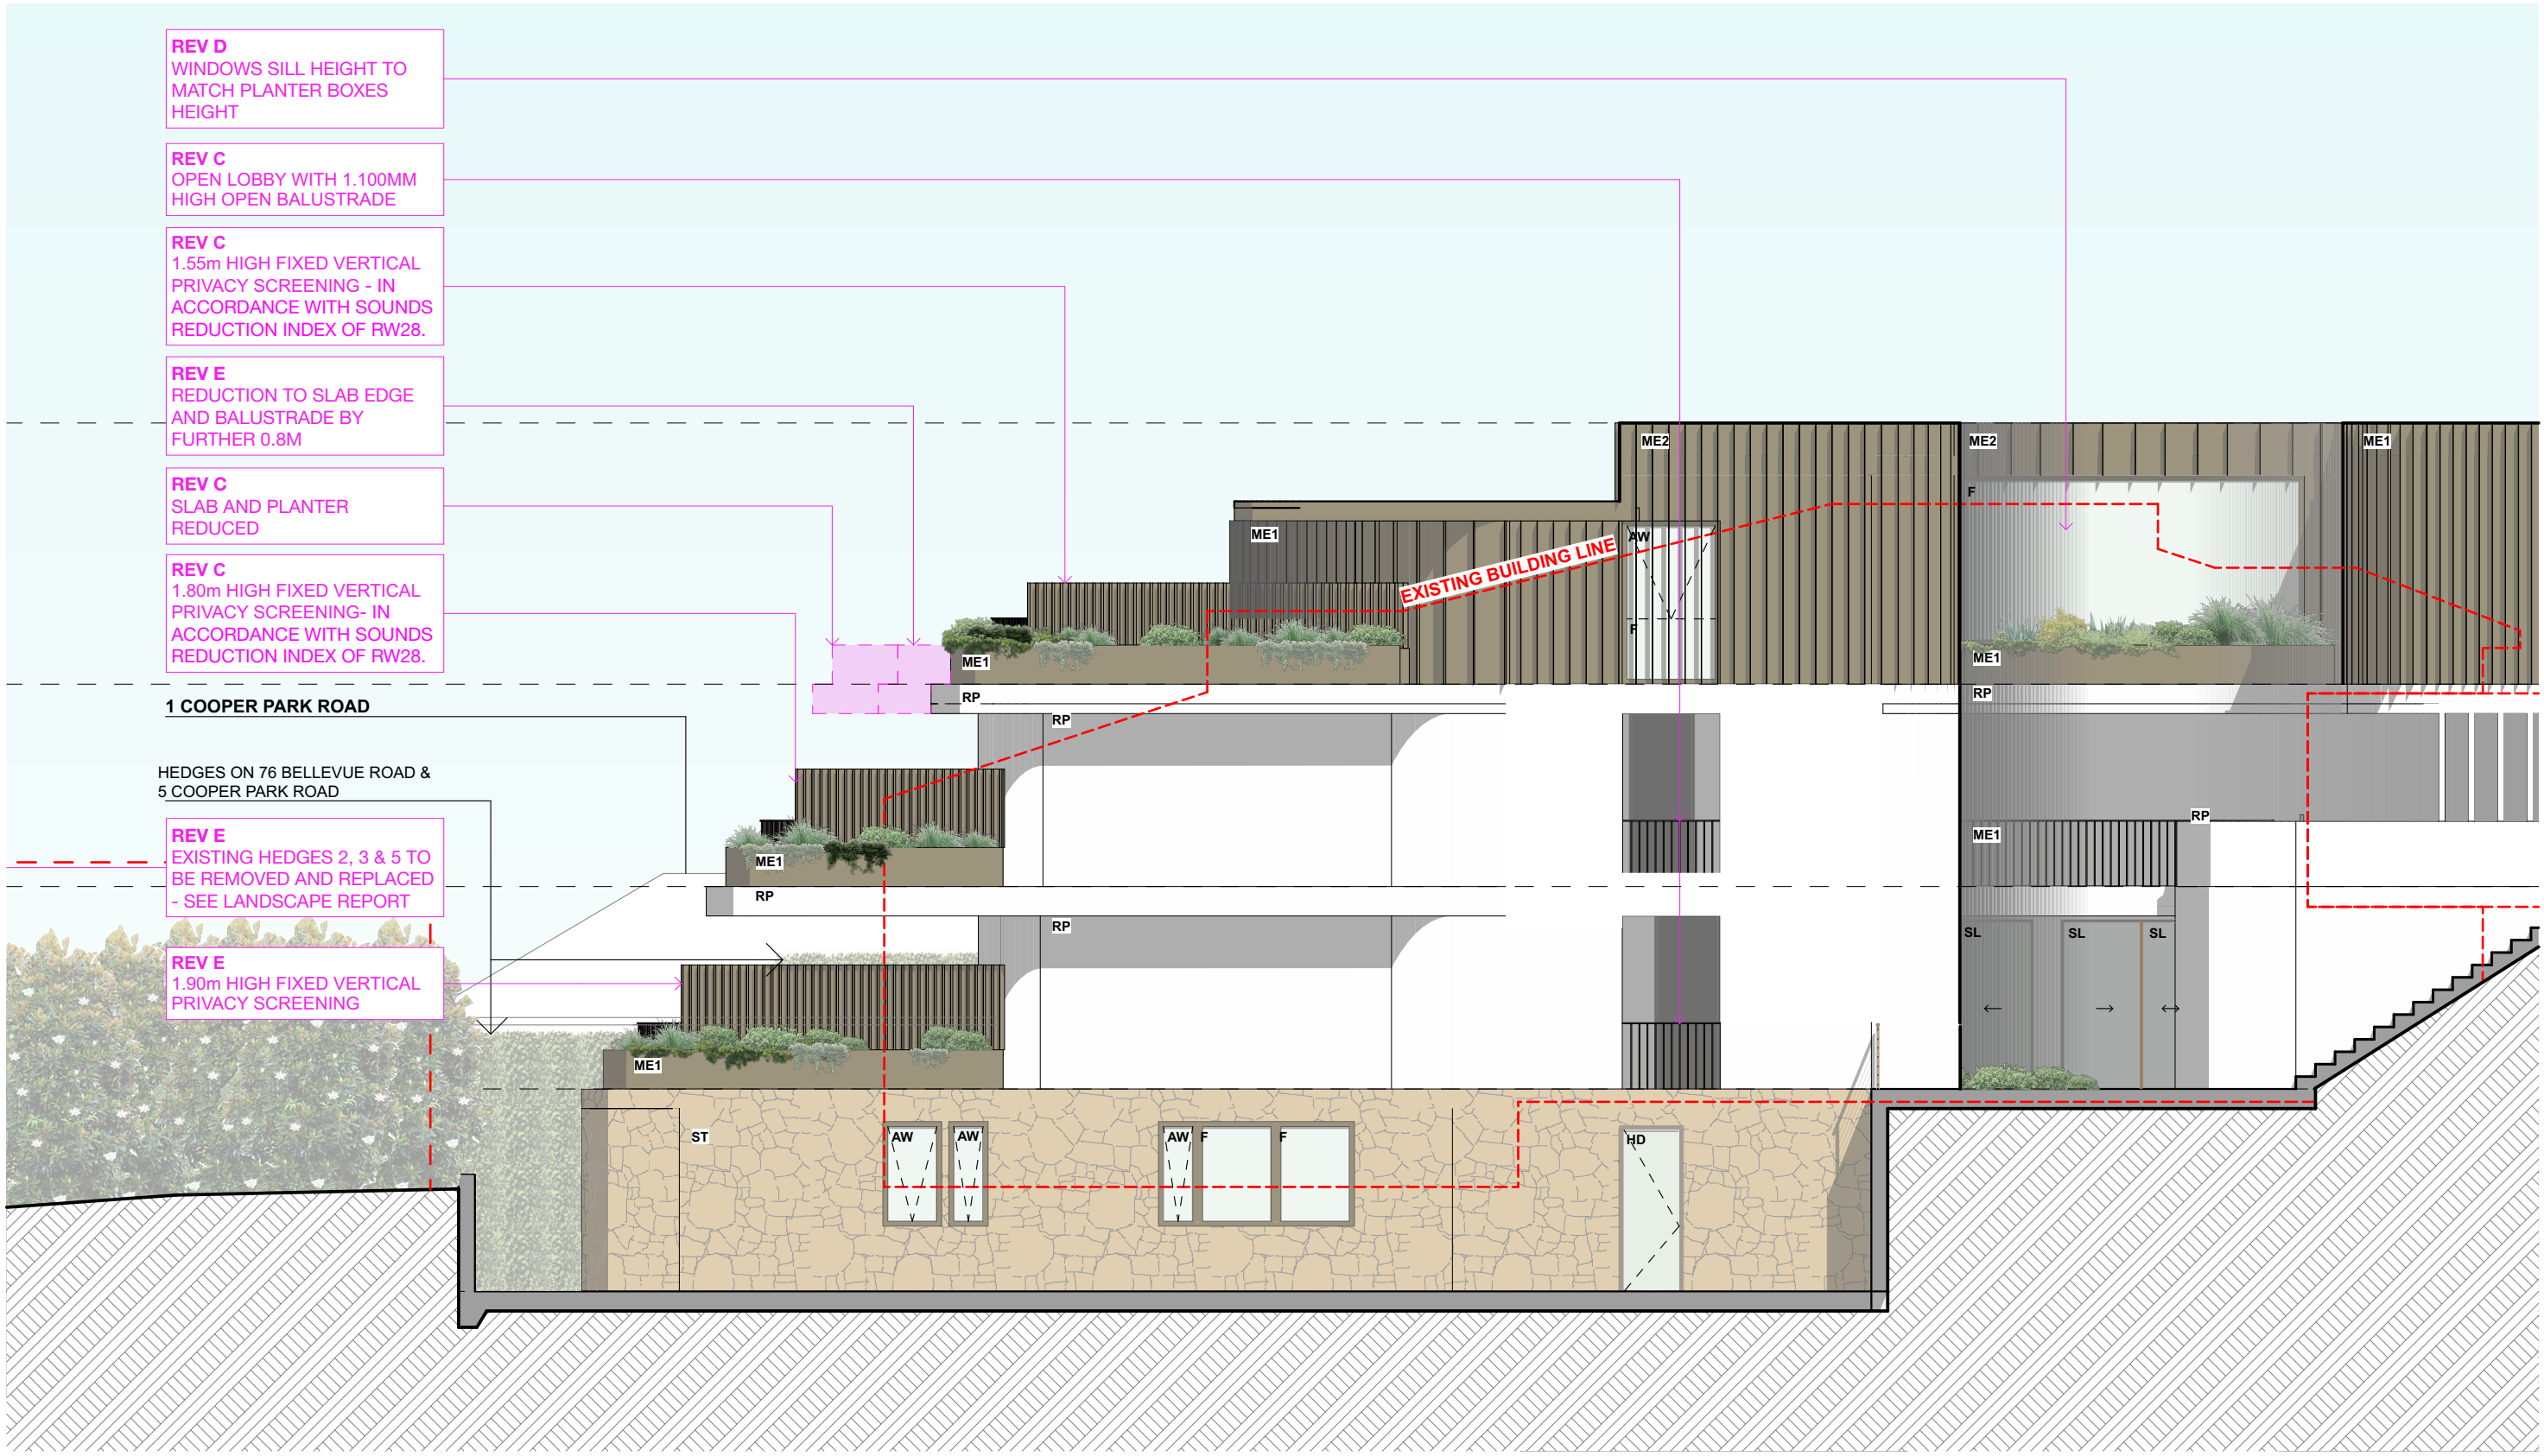 REV D
WINDOWS SILL HEIGHT TO
MATCH PLANTER BOXES
HEIGHT
REV C
OPEN LOBBY WITH 1.100MM
HIGH OPEN BALUSTRADE
REV C
1.55m HIGH FIXED VERTICAL
PRIVACY SCREENING - IN
ACCORDANCE WITH SOUNDS
REDUCTION INDEX OF RW28.
REV E
REDUCTION TO SLAB EDGE
AND BALUSTRADE BY
FURTHER 0.8M
REV C
SLAB AND PLANTER
REDUCED
REV C
1.80m HIGH FIXED VERTICAL
PRIVACY SCREENING- IN
ACCORDANCE WITH SOUNDS
REDUCTION INDEX OF RW28.
1 COOPER PARK ROAD
HEDGES ON 76 BELLEVUE ROAD &
5 COOPER PARK ROAD
REV E
EXISTING HEDGES 2, 3 & 5 TO
BE REMOVED AND REPLACED
- SEE LANDSCAPE REPORT
REV E
1.90m HIGH FIXED VERTICAL
PRIVACY SCREENING
ME2
ME2
ME1
F
ME1
AW
EXISTING BUILDING LINE
F
ME1
ME1
RP
RP
RP
RP
ME1
ME1
RP
RP
SL
SL
SL
ME1
ST
AW
AW
AW
F
F
HD